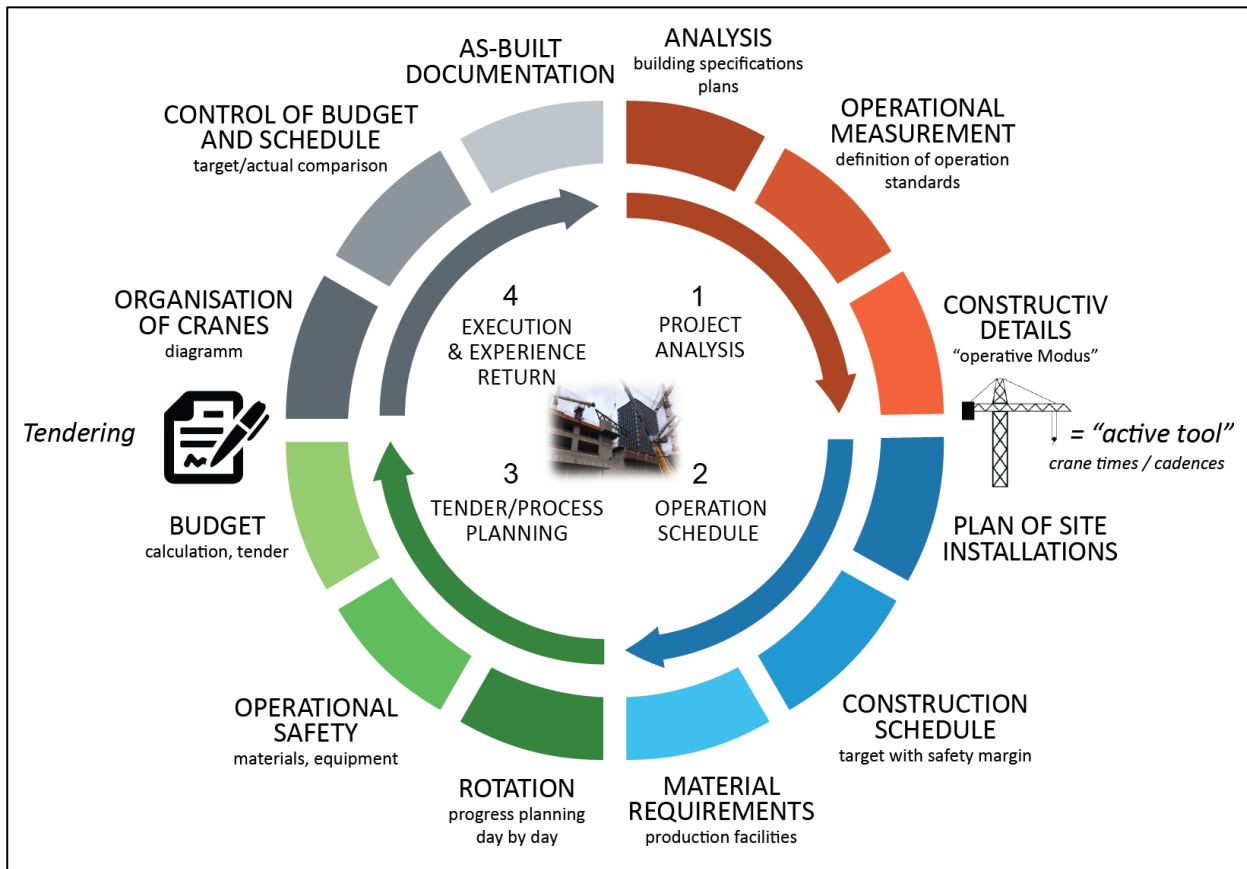 ANALYSIS
building specifications
plans
OPERATIONAL
MEASUREMENT
definition of operation
standards
CONSTRUCTIV
DETAILS
“operative Modus”
= “active tool”
crane times / cadences
PLAN OF SITE
INSTALLATIONS
CONSTRUCTION
SCHEDULE
target with safety margin
MATERIAL
REQUIREMENTS
production facilities
ROTATION
progress planning
day by day
OPERATIONAL
SAFETY
materials, equipment
BUDGET
calculation, tender
Tendering
ORGANISATION
OF CRANES
diagramm
CONTROL OF BUDGET
AND SCHEDULE
target/actual comparison
AS-BUILT
DOCUMENTATION
1
PROJECT
ANALYSIS
2
OPERATION
SCHEDULE
3
TENDER/PROCESS
PLANNING
4
EXECUTION
& EXPERIENCE
RETURN